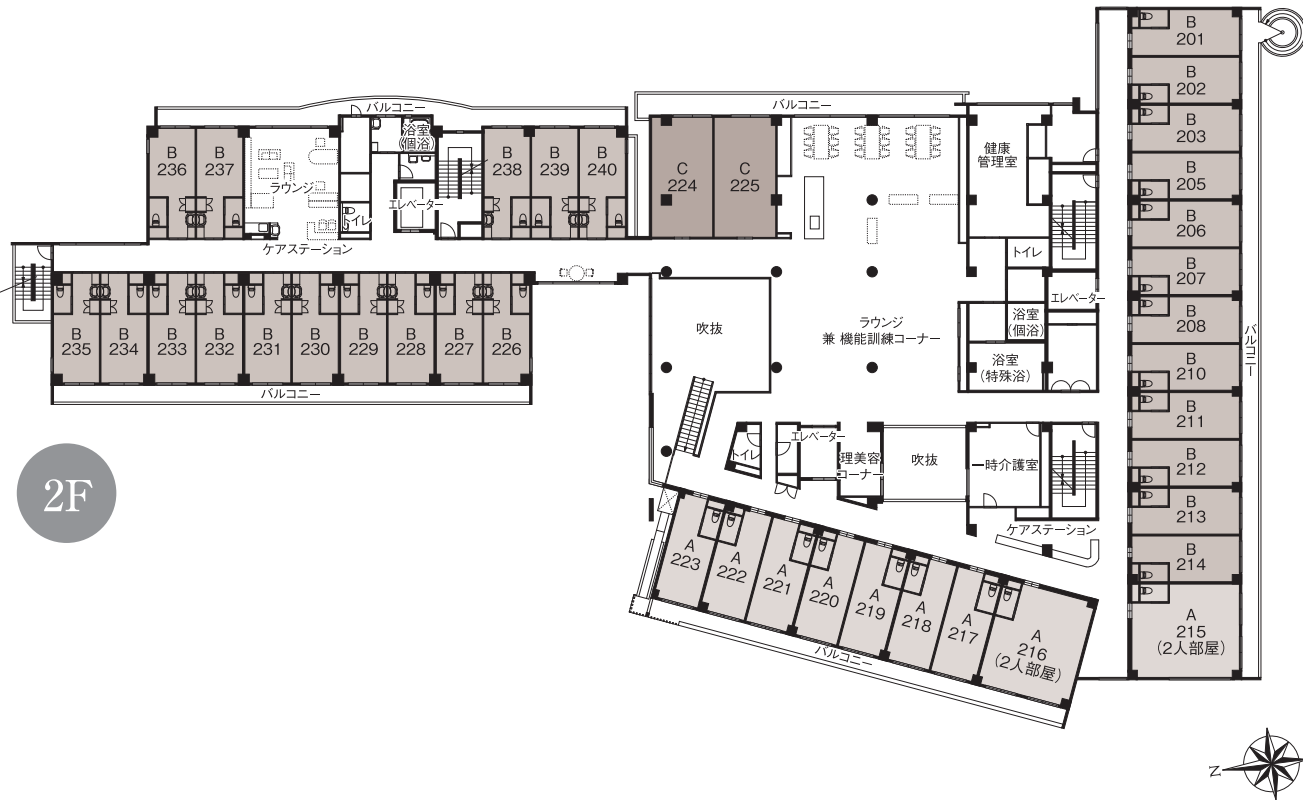 B
201
B
202
B
203
B
205
B
206
B
207
B
208
B
210
B
211
B
212
B
213
B
214
A
215
(2人部屋)
バルコニー
バルコニー
B
236
B
237
ラウンジ
トイレ
浴室
(個浴)
エレベーター
ケアステーション
B
238
B
239
B
240
B
235
B
234
B
233
B
232
B
231
B
230
B
229
B
228
B
227
B
226
バルコニー
バルコニー
C
224
C
225
健康
管理室
トイレ
エレベーター
浴室
(個浴)
浴室
(特殊浴)
ラウンジ
兼 機能訓練コーナー
吹抜
トイレ
エレベーター
理美容
コーナー
吹抜
一時介護室
ケアステーション
A
223
A
222
A
221
A
220
A
219
A
218
A
217
A
216
(2人部屋)
バルコニー
2F
N